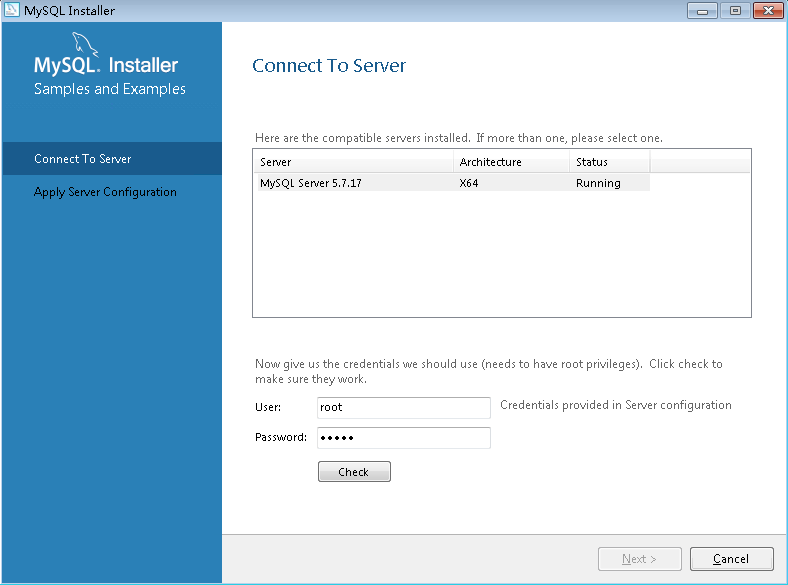 MySQL Installer
MySQL. Installer
Samples and Examples
Connect To Server
Apply Server Configuration
Connect To Server
Here are the compatible servers installed. If more than one, please select one.
Server Architecture Status
MySQL Server 5.7.17 X64 Running
Now give us the credentials we should use (needs to have root privileges). Click check to
make sure they work.
User: root Credentials provided in Server configuration
Password: •••••
Check
Next > Cancel